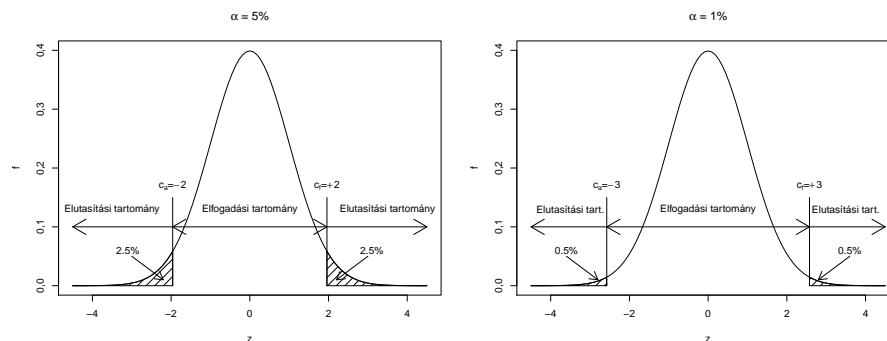 α = 5%
0,4
0,3
f
0,2
0,1
0,0
cₐ=−2
c_f=+2
Elutasítási tartomány
Elfogadási tartomány
Elutasítási tartomány
2.5%
2.5%
−4
−2
0
2
4
z
α = 1%
0,4
0,3
f
0,2
0,1
0,0
cₐ=−3
c_f=+3
Elutasítási tart.
Elfogadási tartomány
Elutasítási tart.
0.5%
0.5%
−4
−2
0
2
4
z